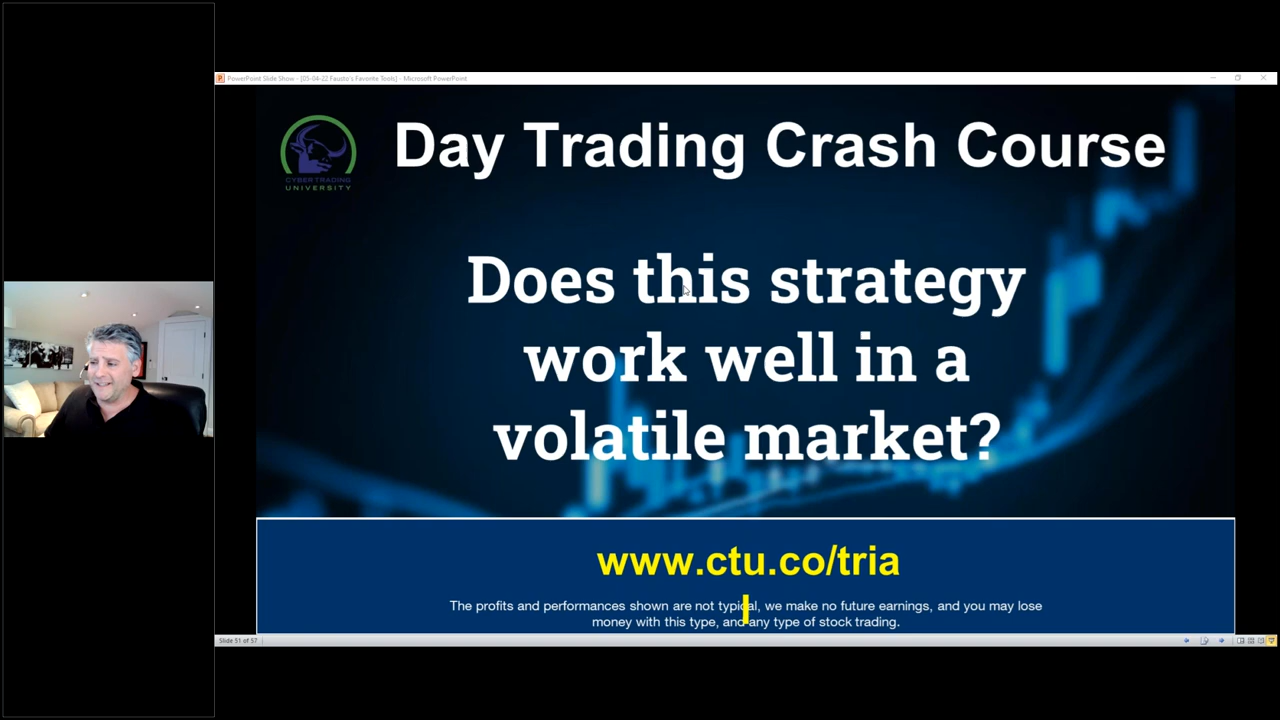 PowerPoint Slide Show - [05-04-22 Fausto's Favorite Tools] - Microsoft PowerPoint
CYBER TRADING
UNIVERSITY
Day Trading Crash Course
Does this strategy
work well in a
volatile market?
www.ctu.co/tria
l
The profits and performances shown are not typical, we make no future earnings, and you may lose
money with this type, and any type of stock trading.
Slide 51 of 57